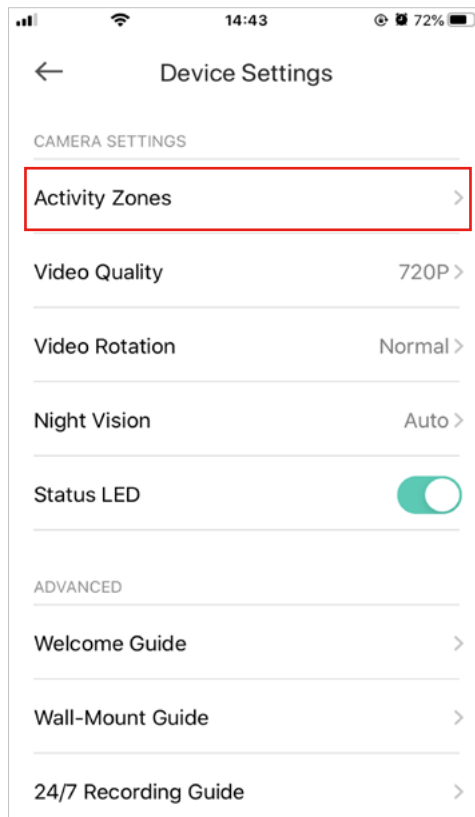 14:43 72%
Device Settings
CAMERA SETTINGS
Activity Zones
Video Quality 720P
Video Rotation Normal
Night Vision Auto
Status LED
ADVANCED
Welcome Guide
Wall-Mount Guide
24/7 Recording Guide